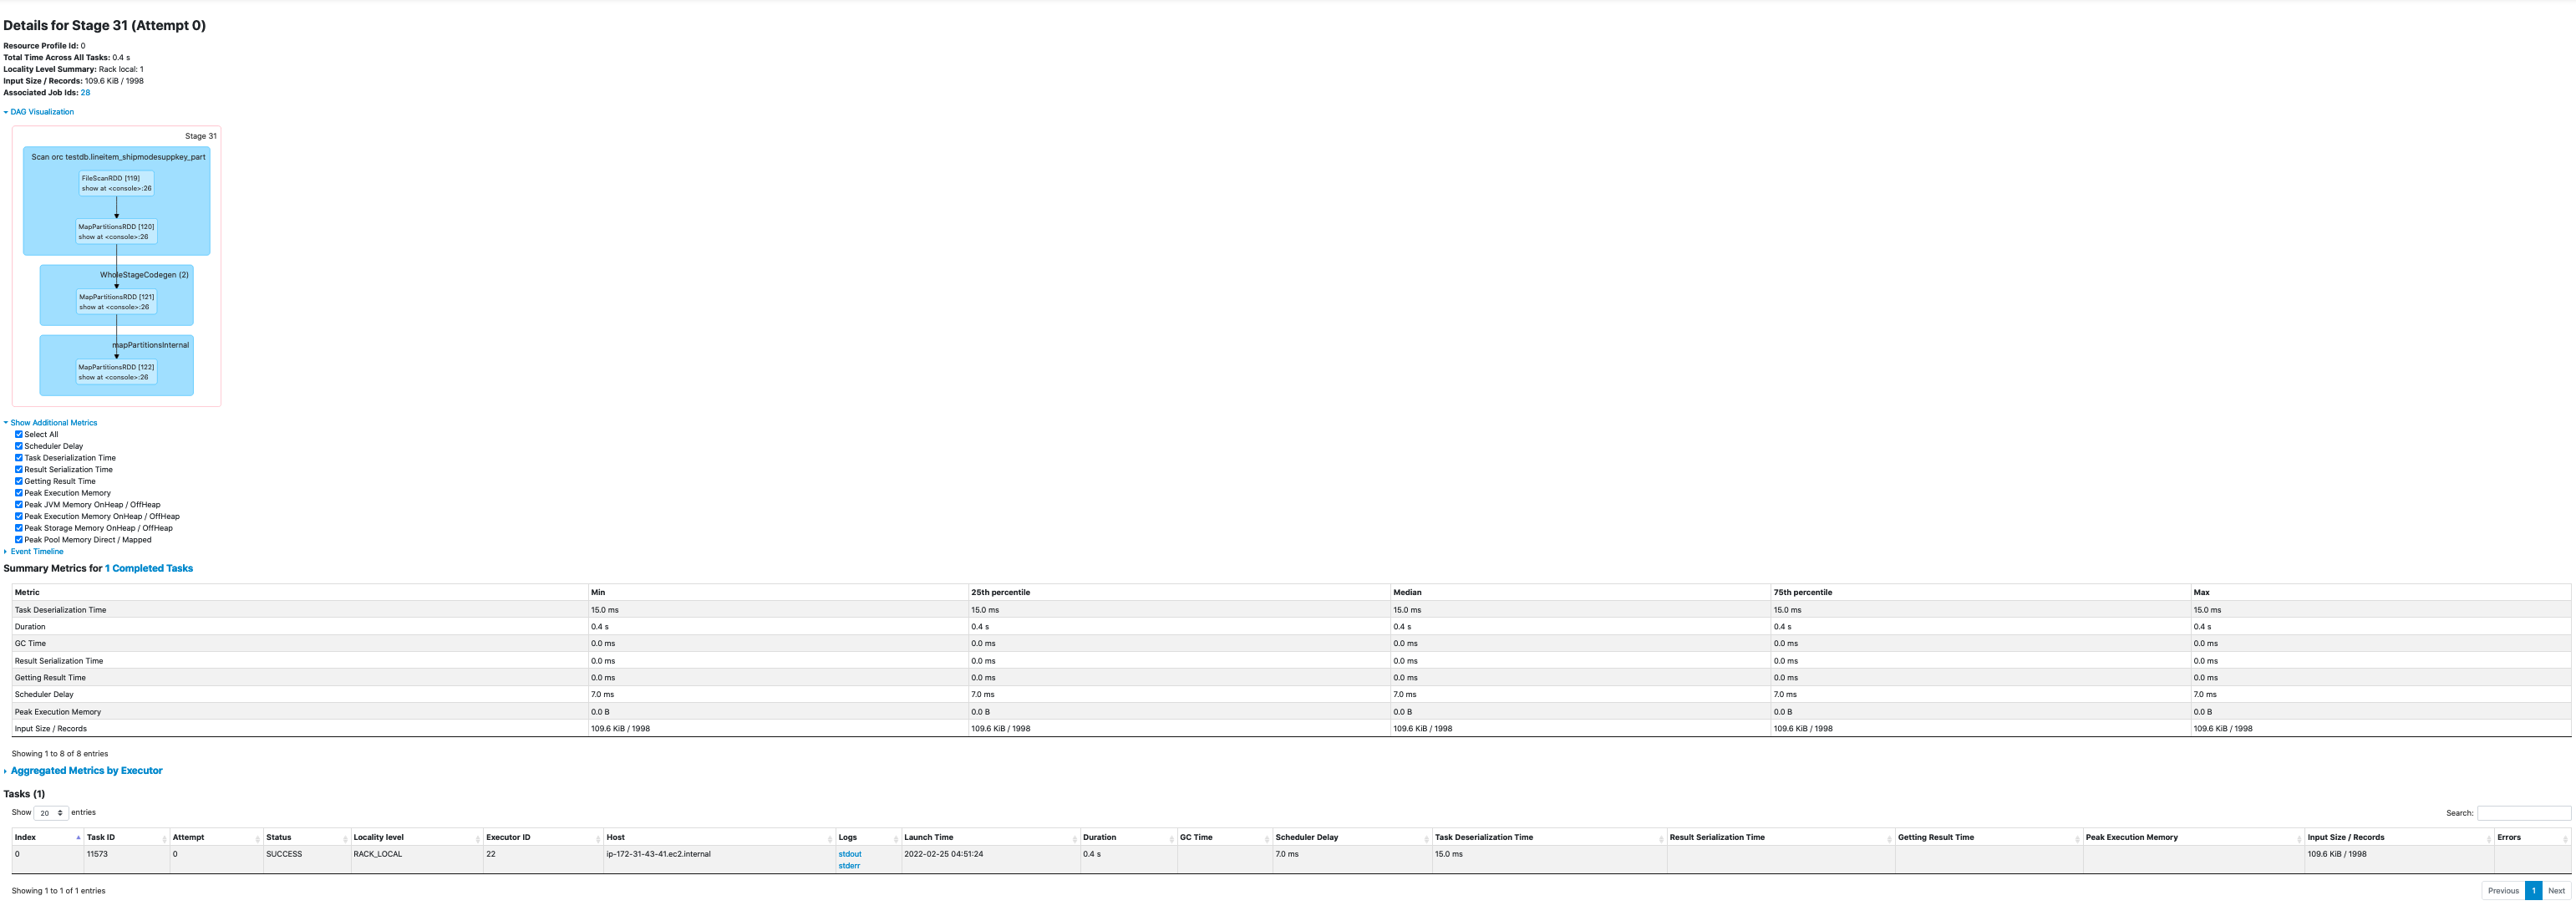 Details for Stage 31 (Attempt 0)
Resource Profile Id: 0
Total Time Across All Tasks: 0.4 s
Locality Level Summary: Rack local: 1
Input Size / Records: 109.6 KiB / 1998
Associated Job Ids: 28
DAG Visualization
Stage 31
Scan orc testdb.lineitem_shipmodesuppkey_part
FileScanRDD [119]
show at <console>:26
MapPartitionsRDD [120]
show at <console>:26
WholeStageCodegen (2)
MapPartitionsRDD [121]
show at <console>:26
mapPartitionsInternal
MapPartitionsRDD [122]
show at <console>:26
Show Additional Metrics
Select All
Scheduler Delay
Task Deserialization Time
Result Serialization Time
Getting Result Time
Peak Execution Memory
Peak JVM Memory OnHeap / OffHeap
Peak Execution Memory OnHeap / OffHeap
Peak Storage Memory OnHeap / OffHeap
Peak Pool Memory Direct / Mapped
Event Timeline
Summary Metrics for 1 Completed Tasks
Metric Min 25th percentile Median 75th percentile Max
Task Deserialization Time 15.0 ms 15.0 ms 15.0 ms 15.0 ms 15.0 ms
Duration 0.4 s 0.4 s 0.4 s 0.4 s 0.4 s
GC Time 0.0 ms 0.0 ms 0.0 ms 0.0 ms 0.0 ms
Result Serialization Time 0.0 ms 0.0 ms 0.0 ms 0.0 ms 0.0 ms
Getting Result Time 0.0 ms 0.0 ms 0.0 ms 0.0 ms 0.0 ms
Scheduler Delay 7.0 ms 7.0 ms 7.0 ms 7.0 ms 7.0 ms
Peak Execution Memory 0.0 B 0.0 B 0.0 B 0.0 B 0.0 B
Input Size / Records 109.6 KiB / 1998 109.6 KiB / 1998 109.6 KiB / 1998 109.6 KiB / 1998 109.6 KiB / 1998
Showing 1 to 8 of 8 entries
Aggregated Metrics by Executor
Tasks (1)
Show 20 entries Search:
Index Task ID Attempt Status Locality level Executor ID Host Logs Launch Time Duration GC Time Scheduler Delay Task Deserialization Time Result Serialization Time Getting Result Time Peak Execution Memory Input Size / Records Errors
0 11573 0 SUCCESS RACK_LOCAL 22 ip-172-31-43-41.ec2.internal stdout 2022-02-25 04:51:24 0.4 s 7.0 ms 15.0 ms 109.6 KiB / 1998
stderr
Showing 1 to 1 of 1 entries Previous 1 Next